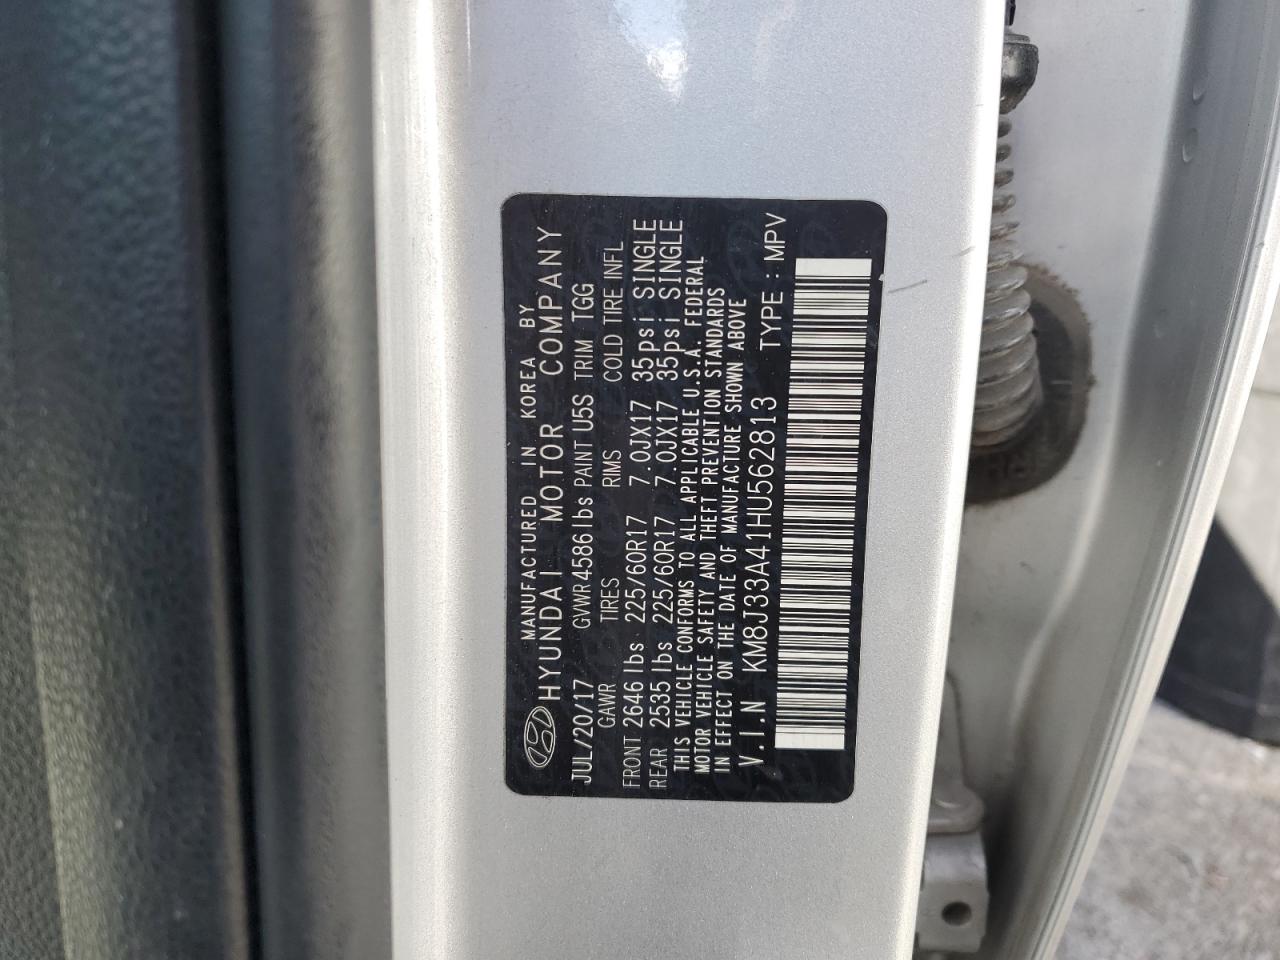 MANUFACTURED IN KOREA BY
HYUNDAI MOTOR COMPANY
JUL/20/17 GVWR 4586lbs PAINT U5S TRIM TGG
GAWR TIRES RIMS COLD TIRE INFL
FRONT 2646 lbs 225/60R17 7.0JX17 35psi SINGLE
REAR 2535 lbs 225/60R17 7.0JX17 35psi SINGLE
THIS VEHICLE CONFORMS TO ALL APPLICABLE U.S.A. FEDERAL
MOTOR VEHICLE SAFETY AND THEFT PREVENTION STANDARDS
IN EFFECT ON THE DATE OF MANUFACTURE SHOWN ABOVE
V.I.N KM8J33A41HU562813 TYPE : MPV